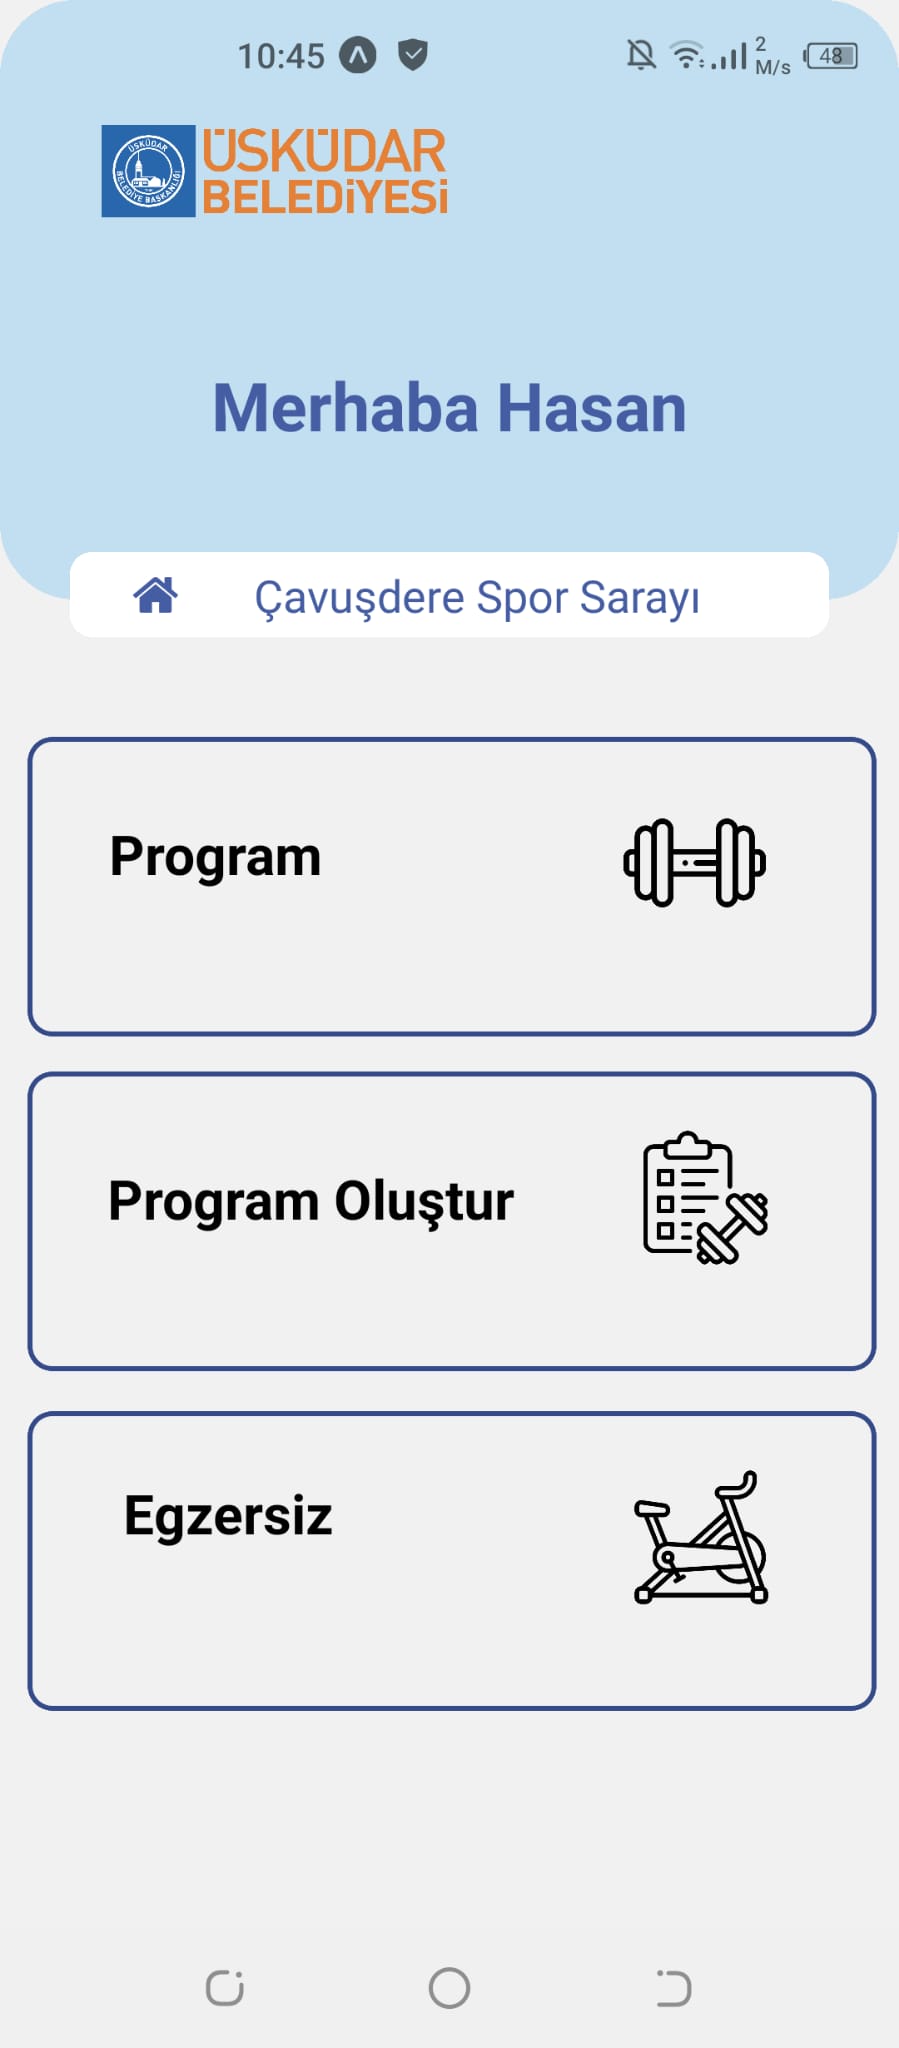 10:45
2
M/s
48
ÜSKÜDAR
BELEDİYE BAŞKANLIĞI
ÜSKÜDAR
BELEDİYESİ
Merhaba Hasan
Çavuşdere Spor Sarayı
Program
Program Oluştur
Egzersiz